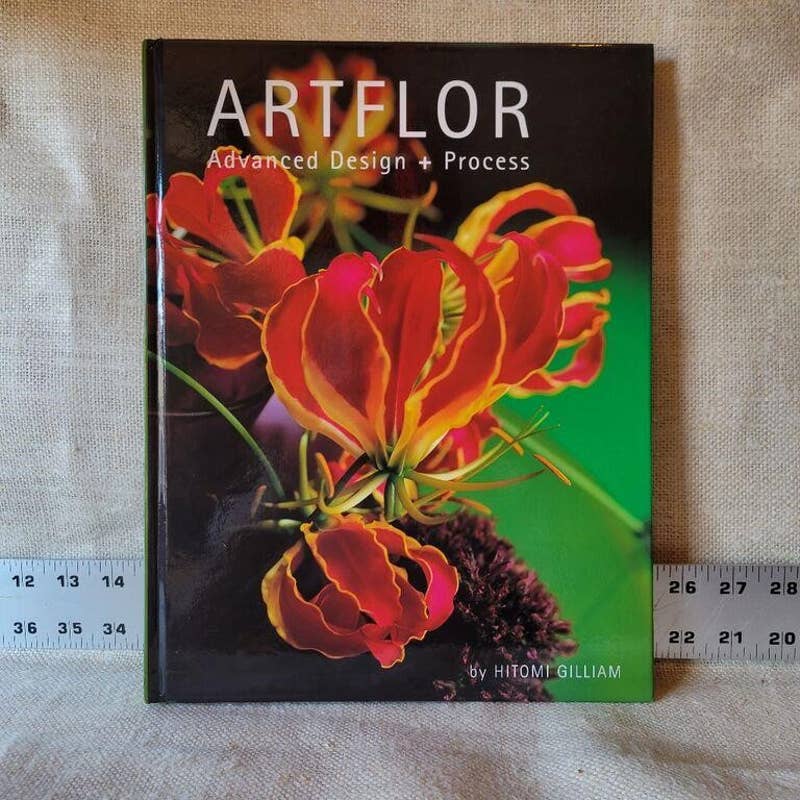 ARTFLOR
Advanced Design + Process
12 13 14
26 27 28
36 35 34
22 21 20
by HITOMI GILLIAM